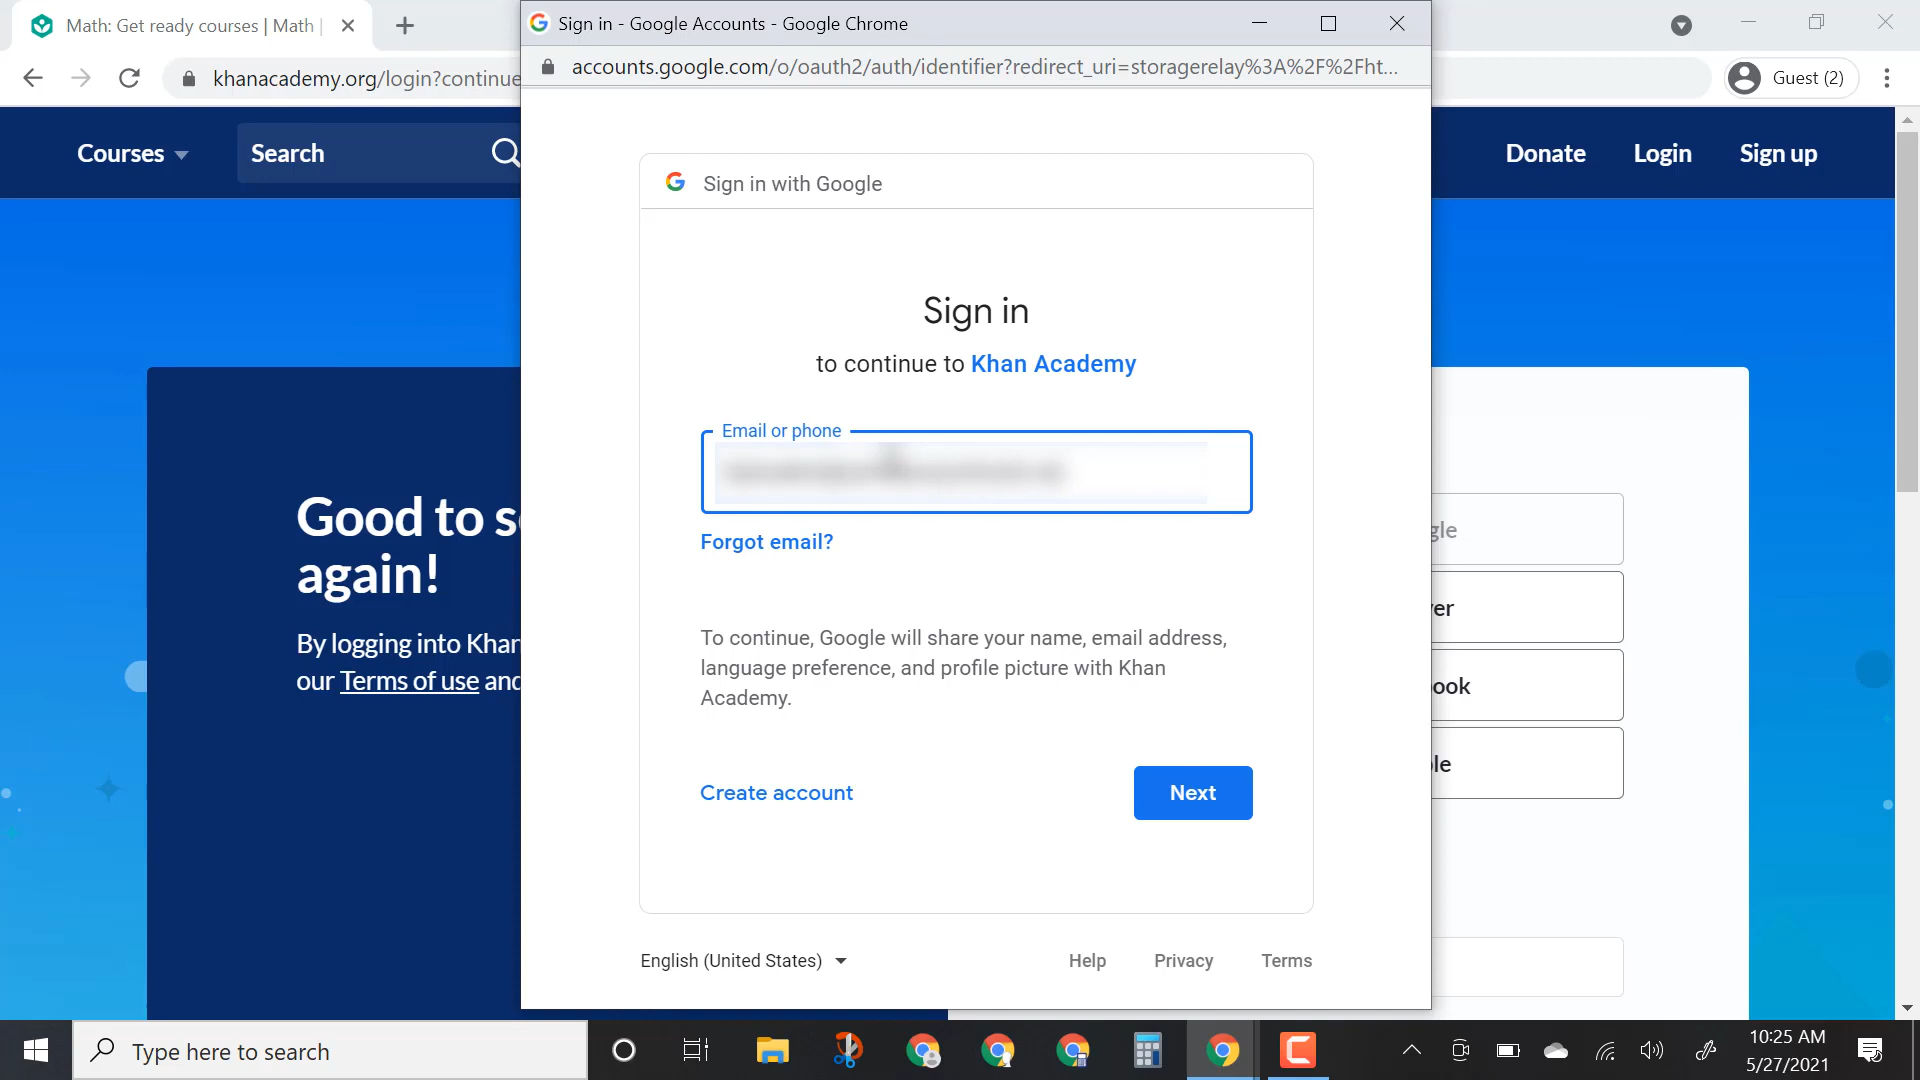 Math: Get ready courses | Math |
Sign in - Google Accounts - Google Chrome
khanacademy.org/login?continue
accounts.google.com/o/oauth2/auth/identifier?redirect_uri=storagerelay%3A%2F%2Fht...
Guest (2)
Courses
Search
Donate
Login
Sign up
Sign in with Google
Sign in
to continue to Khan Academy
Email or phone
Forgot email?
Good to s
again!
By logging into Khan
our Terms of use and
gle
ver
ook
le
To continue, Google will share your name, email address,
language preference, and profile picture with Khan
Academy.
Create account
Next
English (United States)
Help
Privacy
Terms
Type here to search
10:25 AM
5/27/2021